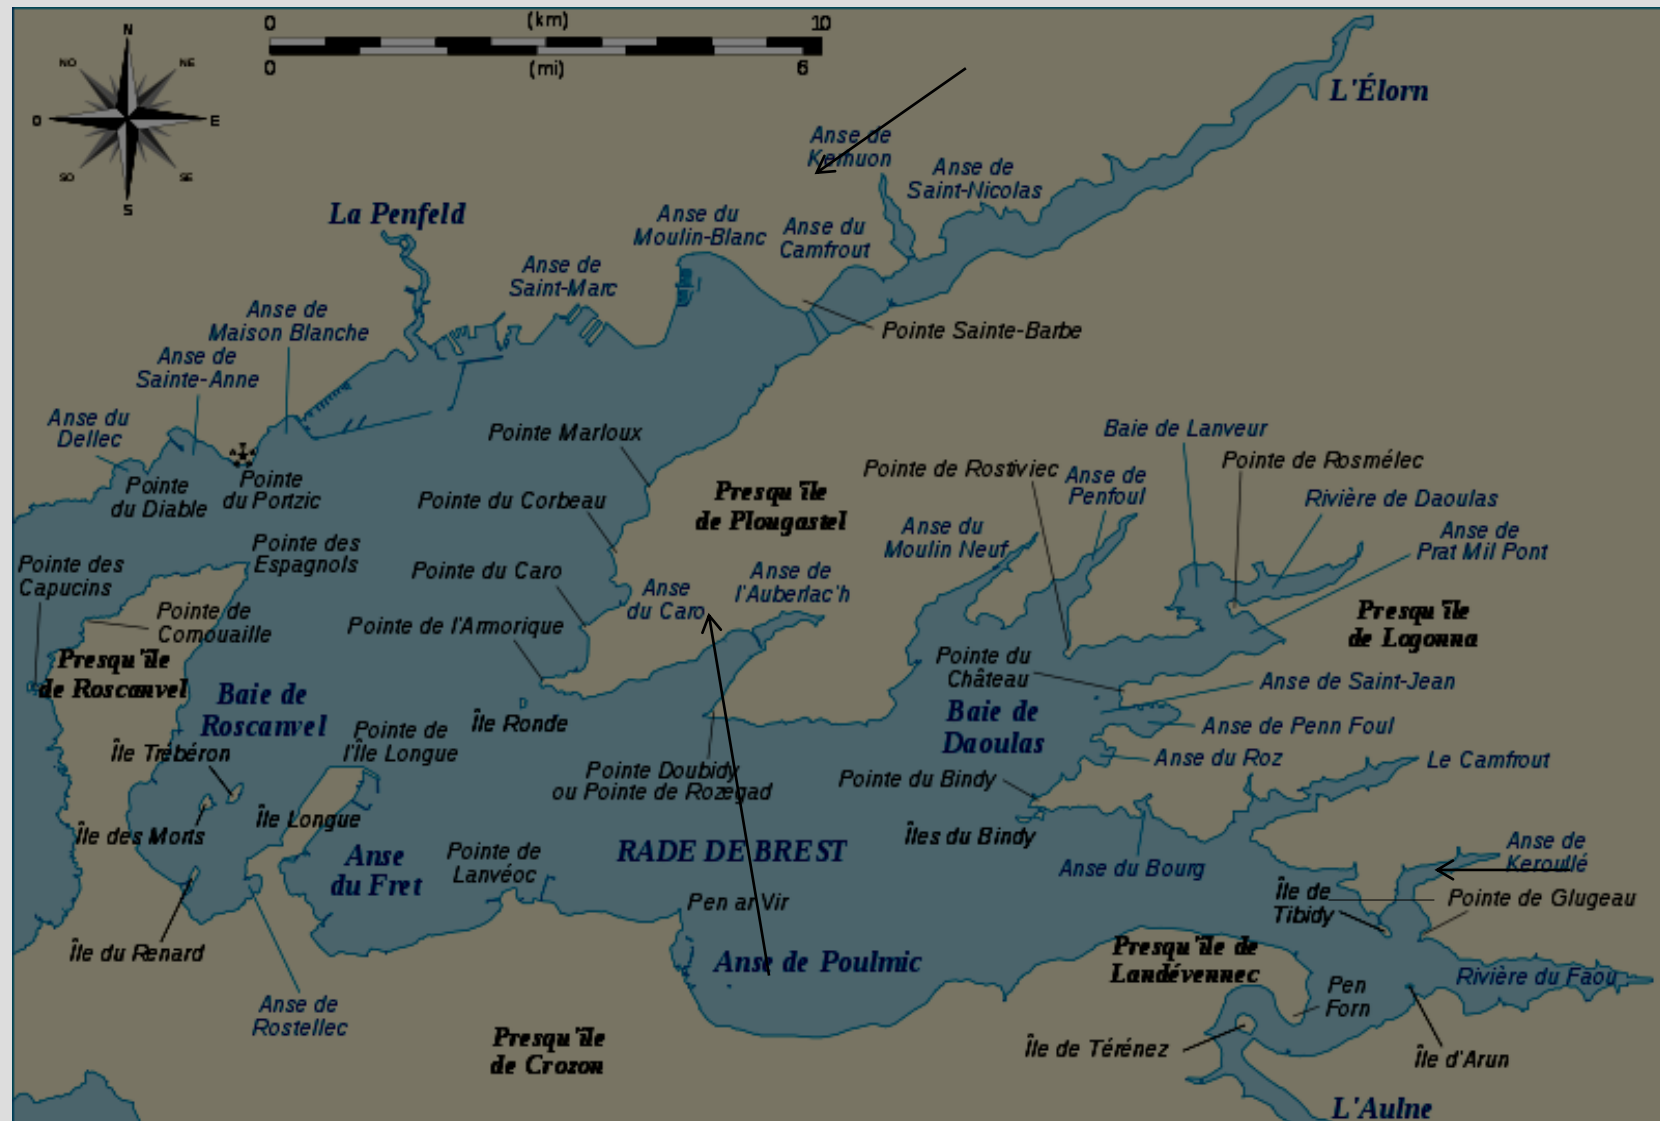 0 (km) 10
0 (mi) 6
N
NO
NE
O
E
SO
SE
S
L'Élorn
Anse de
Kerhuon
Anse de
Saint-Nicolas
La Penfeld
Anse du
Moulin-Blanc
Anse du
Camfrout
Anse de
Saint-Marc
Anse de
Maison Blanche
Pointe Sainte-Barbe
Anse de
Sainte-Anne
Anse du
Dellec
Pointe
du Diable
Pointe
du Portzic
Pointe Marloux
Pointe du Corbeau
Presqu'île
de Plougastel
Baie de Lanveur
Pointe de Rostiviec
Anse de
Penfoul
Pointe de Rosmélec
Rivière de Daoulas
Anse de
Prat Mil Pont
Anse du
Moulin Neuf
Pointe des
Espagnols
Pointe des
Capucins
Pointe du Caro
Anse
du Caro
Anse de
l'Auberlac'h
Pointe de
Cornouaille
Pointe de l'Armorique
Presqu'île
de Logonna
Presqu'île
de Roscanvel
Pointe du
Château
Anse de Saint-Jean
Baie de
Roscanvel
Île Ronde
Baie de
Daoulas
Anse de Penn Foul
Pointe de
l'Île Longue
Île Trébéron
Anse du Roz
Le Camfrout
Pointe Doubidy
ou Pointe de Rozegad
Pointe du Bindy
Île Longue
Île des Morts
Îles du Bindy
RADE DE BREST
Anse
du Fret
Pointe de
Lanvéoc
Anse du Bourg
Anse de
Keroullé
Île de
Tibidy
Pointe de Glugeau
Pen ar Vir
Île du Renard
Anse de Poulmic
Presqu'île de
Landévennec
Rivière du Faou
Pen
Forn
Anse de
Rostellec
Presqu'île
de Crozon
Île de Térénez
Île d'Arun
L'Aulne